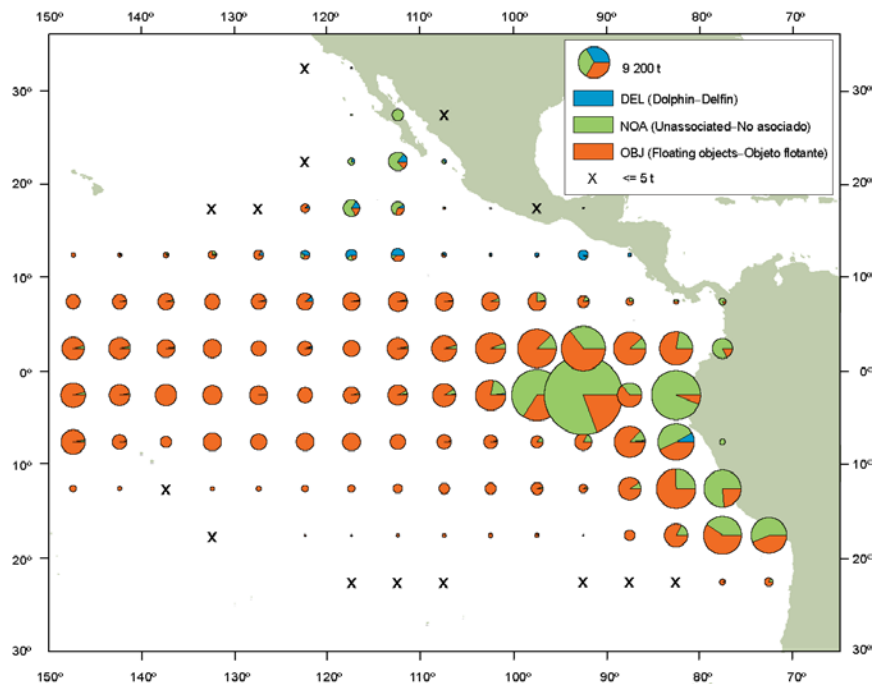 150º 140º 130º 120º 110º 100º 90º 80º 70º
9 200 t
DEL (Dolphin–Delfin)
NOA (Unassociated–No asociado)
OBJ (Floating objects–Objeto flotante)
X <= 5 t
X
30º 30º
X X
X
20º 20º
X X X
10º 10º
0º 0º
10º 10º
X
X
20º 20º
X X X X X X
30º 30º
150º 140º 130º 120º 110º 100º 90º 80º 70º